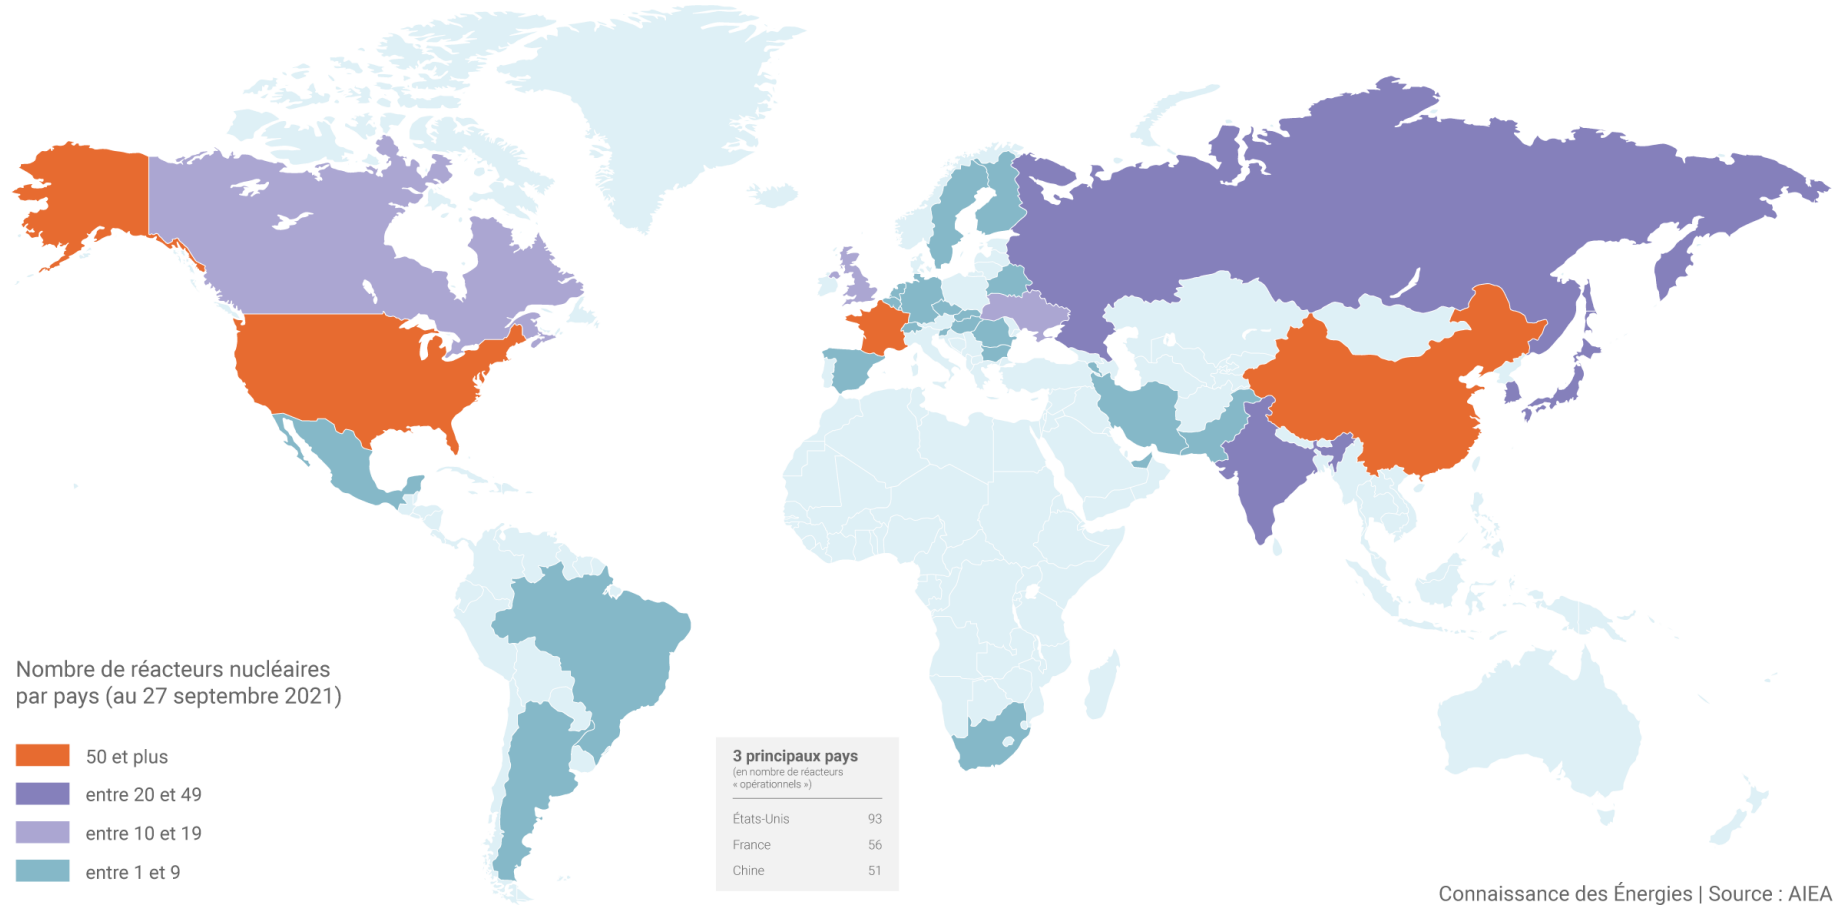 Nombre de réacteurs nucléaires
par pays (au 27 septembre 2021)
50 et plus
entre 20 et 49
entre 10 et 19
entre 1 et 9
3 principaux pays
(en nombre de réacteurs
« opérationnels »)
États-Unis 93
France 56
Chine 51
Connaissance des Énergies | Source : AIEA